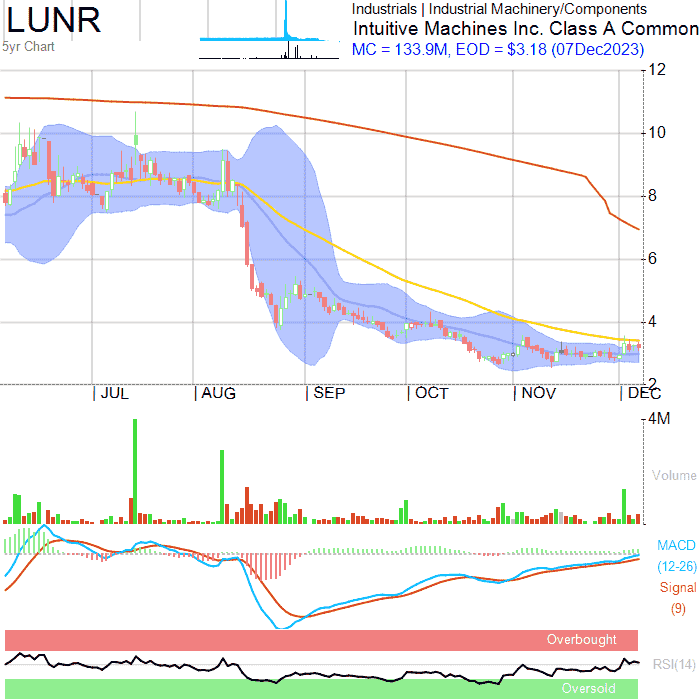 LUNR
5yr Chart
Industrials | Industrial Machinery/Components
Intuitive Machines Inc. Class A Common
MC = 133.9M, EOD = $3.18 (07Dec2023)
12
10
8
6
4
2
JUL AUG SEP OCT NOV DEC
4M
Volume
MACD
(12-26)
Signal
(9)
Overbought
RSI(14)
Oversold